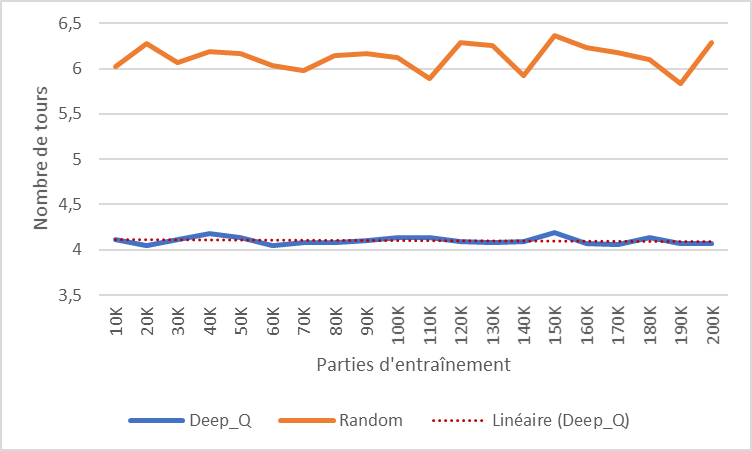 6,5
6
5,5
5
4,5
4
3,5
Nombre de tours
10K 20K 30K 40K 50K 60K 70K 80K 90K 100K 110K 120K 130K 140K 150K 160K 170K 180K 190K 200K
Parties d'entraînement
Deep_Q Random Linéaire (Deep_Q)